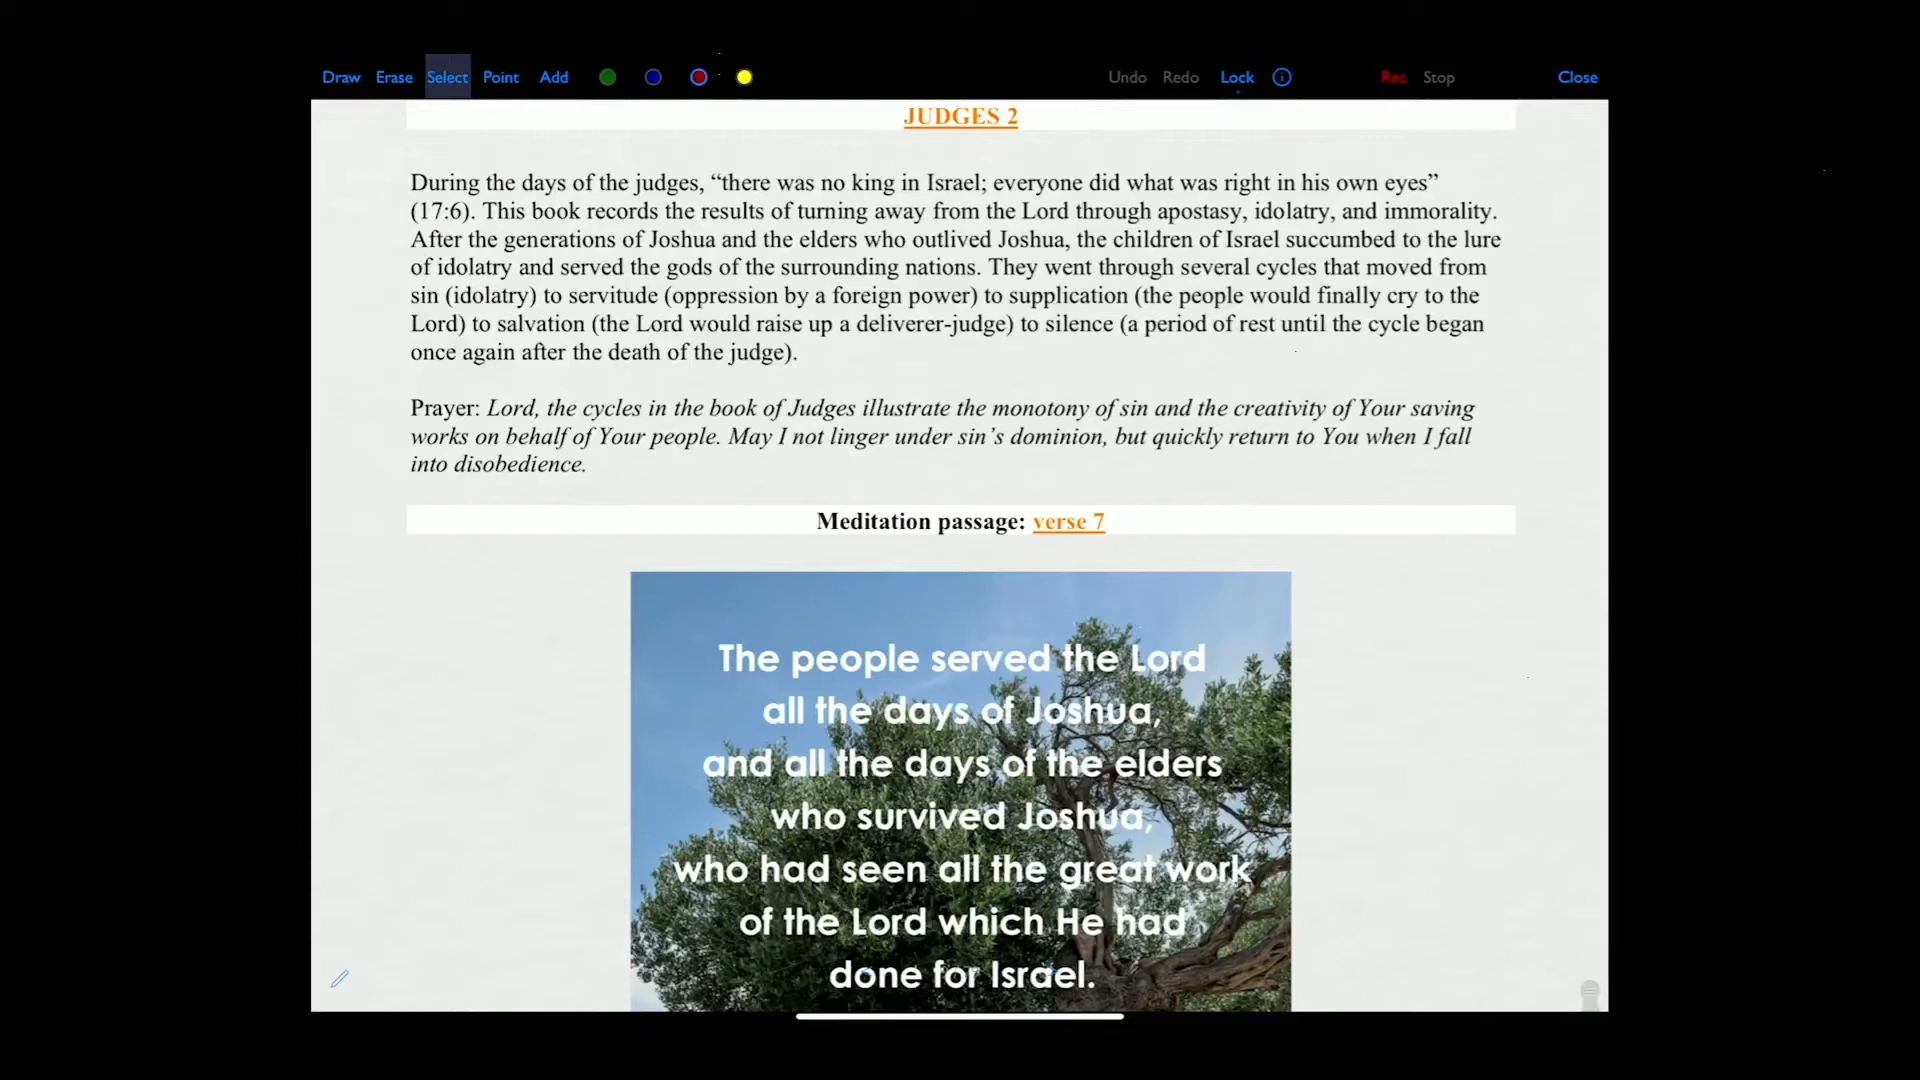 Draw Erase Select Point Add Undo Redo Lock Rec Stop Close
JUDGES 2
During the days of the judges, “there was no king in Israel; everyone did what was right in his own eyes”
(17:6). This book records the results of turning away from the Lord through apostasy, idolatry, and immorality.
After the generations of Joshua and the elders who outlived Joshua, the children of Israel succumbed to the lure
of idolatry and served the gods of the surrounding nations. They went through several cycles that moved from
sin (idolatry) to servitude (oppression by a foreign power) to supplication (the people would finally cry to the
Lord) to salvation (the Lord would raise up a deliverer-judge) to silence (a period of rest until the cycle began
once again after the death of the judge).
Prayer: Lord, the cycles in the book of Judges illustrate the monotony of sin and the creativity of Your saving
works on behalf of Your people. May I not linger under sin’s dominion, but quickly return to You when I fall
into disobedience.
Meditation passage: verse 7
The people served the Lord
all the days of Joshua,
and all the days of the elders
who survived Joshua,
who had seen all the great work
of the Lord which He had
done for Israel.